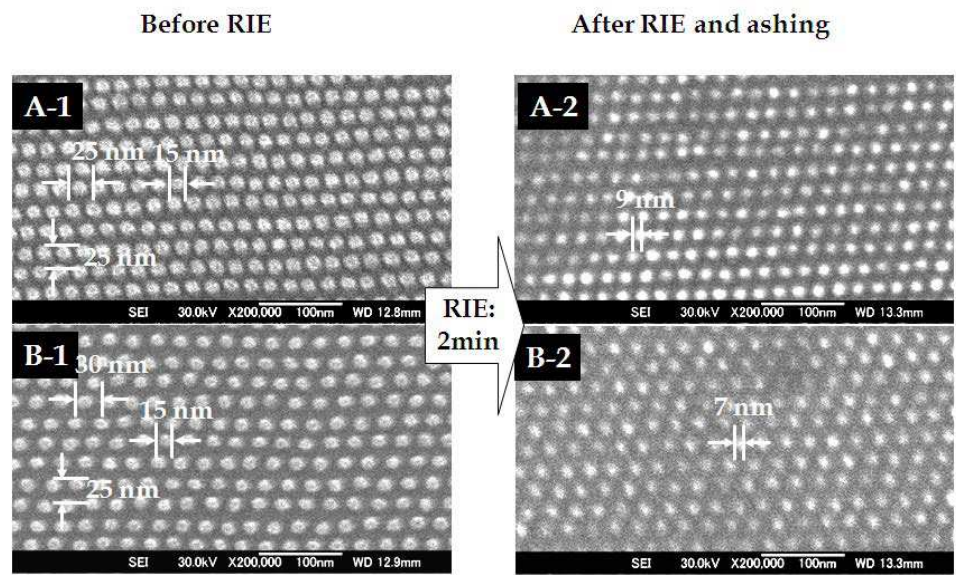 Before RIE
After RIE and ashing
A-1
25 nm 15 nm
25 nm
SEI 30.0kV X200,000 100nm WD 12.8mm
A-2
9 nm
SEI 30.0kV X200,000 100nm WD 13.3mm
RIE:
2min
B-1
30 nm
15 nm
25 nm
SEI 30.0kV X200,000 100nm WD 12.9mm
B-2
7 nm
SEI 30.0kV X200,000 100nm WD 13.3mm